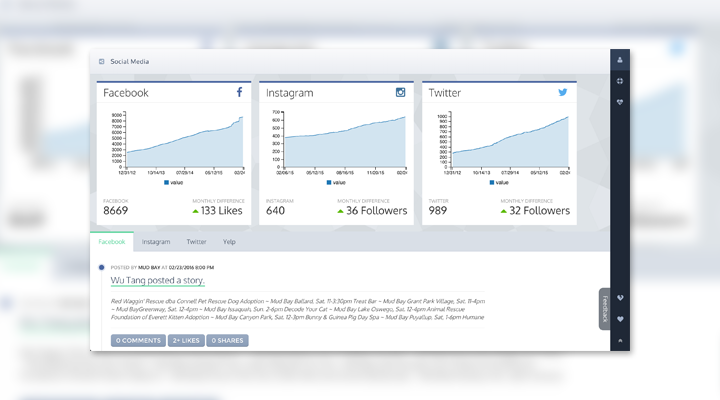 Social Media
Facebook
9000
8000
7000
6000
5000
4000
3000
2000
1000
0
12/31/12 10/14/13 07/29/14 05/12/15 02/24
value
FACEBOOK
8669
MONTHLY DIFFERENCE
133 Likes
Instagram
700
600
500
400
300
200
100
0
02/06/15 05/10/15 08/16/15 11/20/15 02/24
value
INSTAGRAM
640
MONTHLY DIFFERENCE
36 Followers
Twitter
1000
900
800
700
600
500
400
300
200
100
0
12/31/12 10/14/13 07/29/14 05/12/15 02/24
value
TWITTER
989
MONTHLY DIFFERENCE
32 Followers
Facebook Instagram Twitter Yelp
POSTED BY MUD BAY AT 02/23/2016 8:00 PM
Wu Tang posted a story.
Red Waggin' Rescue dba Connell Pet Rescue Dog Adoption ~ Mud Bay Ballard, Sat. 11-3:30pm Treat Bar ~ Mud Bay Grant Park Village, Sat. 11-4pm
~ Mud BayGreenway, Sat. 12-4pm ~ Mud Bay Issaquah, Sun. 2-6pm Decode Your Cat ~ Mud Bay Lake Oswego, Sat. 12-4pm Animal Rescue
Foundation of Everett Kitten Adoption ~ Mud Bay Canyon Park, Sat. 12-3pm Bunny & Guinea Pig Day Spa ~ Mud Bay Puyallup, Sat. 1-6pm Humane
0 COMMENTS 2+ LIKES 0 SHARES
Feedback